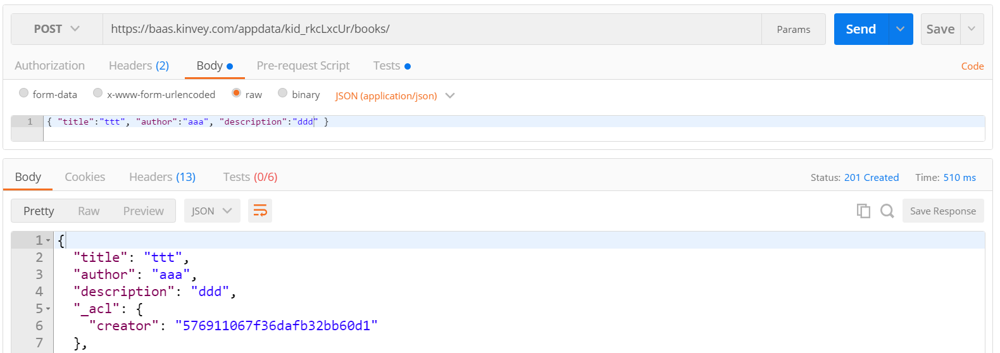 POST https://baas.kinvey.com/appdata/kid_rkcLxcUr/books/ Params Send Save
Authorization Headers (2) Body Pre-request Script Tests Code
form-data x-www-form-urlencoded raw binary JSON (application/json)
1 { "title":"ttt", "author":"aaa", "description":"ddd" }
Body Cookies Headers (13) Tests (0/6) Status: 201 Created Time: 510 ms
Pretty Raw Preview JSON Save Response
1 {
2 "title": "ttt",
3 "author": "aaa",
4 "description": "ddd",
5 "_acl": {
6 "creator": "576911067f36dafb32bb60d1"
7 },